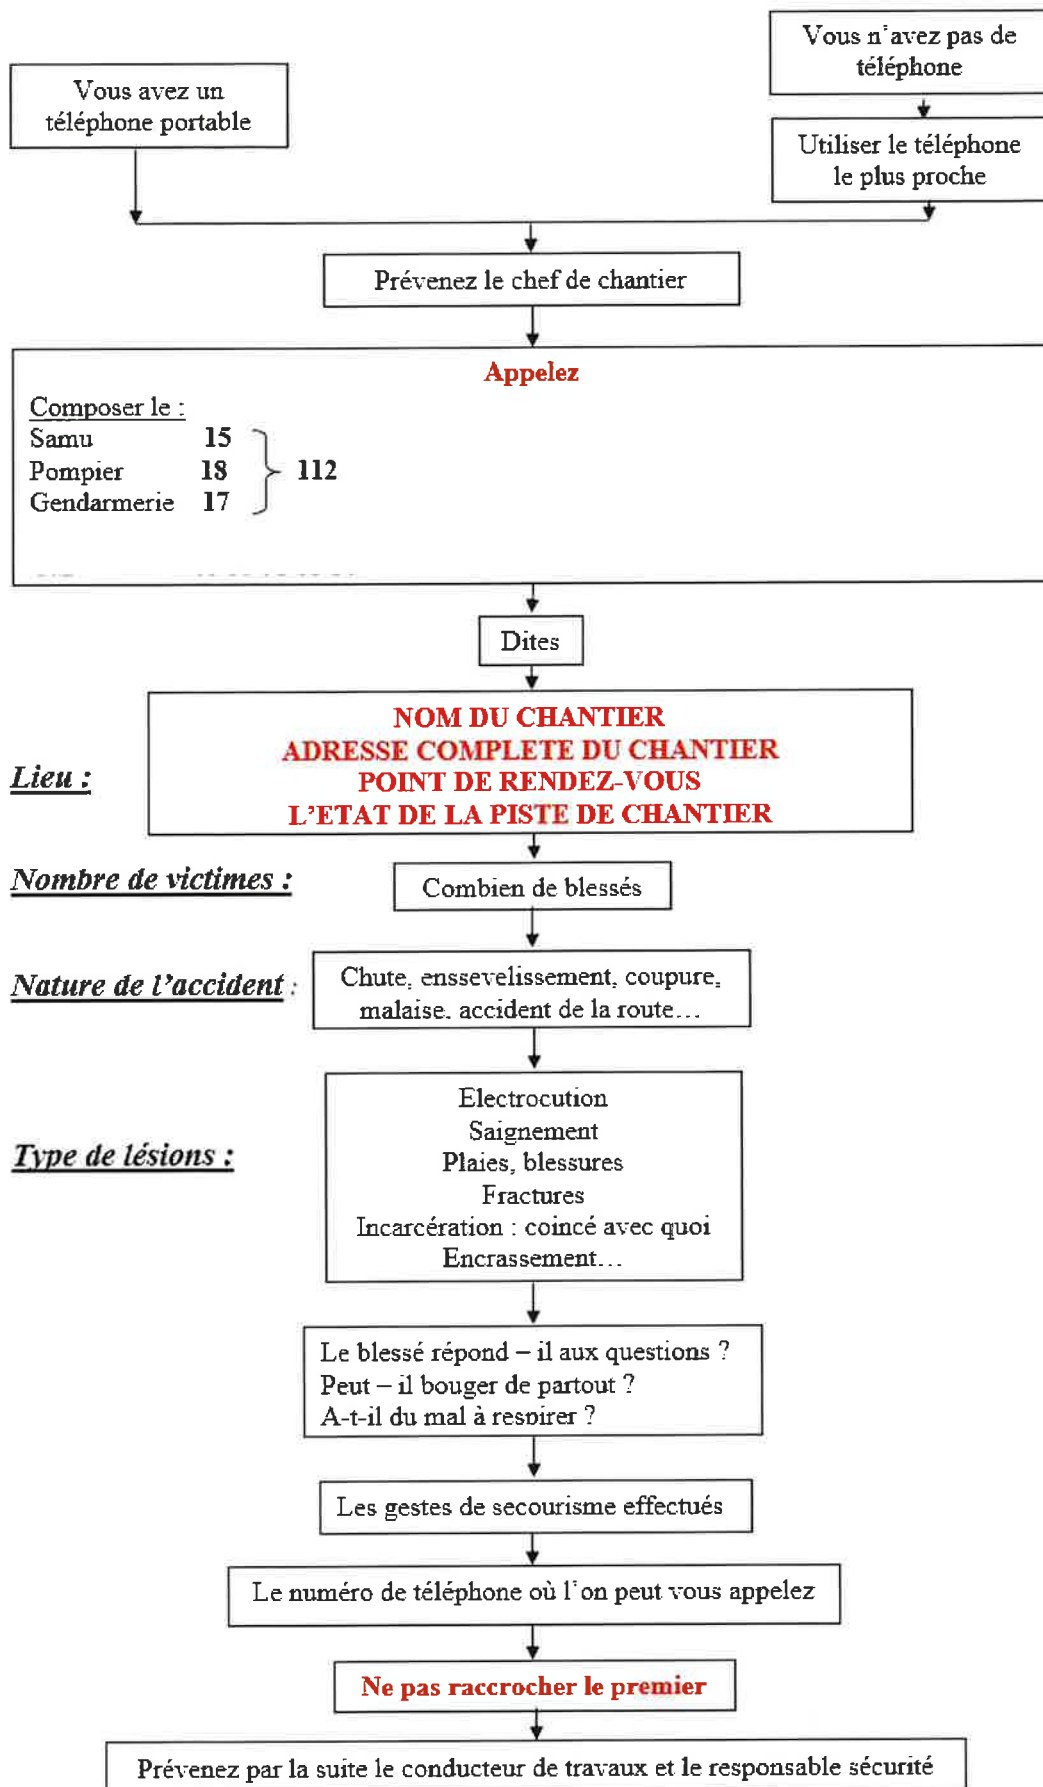 Vous n'avez pas de
téléphone
Vous avez un
téléphone portable
Utiliser le téléphone
le plus proche
Prévenez le chef de chantier
Appelez
Composer le :
Samu 15
Pompier 18 112
Gendarmerie 17
Dites
Lieu :
NOM DU CHANTIER
ADRESSE COMPLETE DU CHANTIER
POINT DE RENDEZ-VOUS
L'ETAT DE LA PISTE DE CHANTIER
Nombre de victimes :
Combien de blessés
Nature de l'accident :
Chute, enssevelissement, coupure,
malaise, accident de la route…
Type de lésions :
Electrocution
Saignement
Plaies, blessures
Fractures
Incarcération : coincé avec quoi
Encrassement…
Le blessé répond – il aux questions ?
Peut – il bouger de partout ?
A-t-il du mal à respirer ?
Les gestes de secourisme effectués
Le numéro de téléphone où l'on peut vous appelez
Ne pas raccrocher le premier
Prévenez par la suite le conducteur de travaux et le responsable sécurité